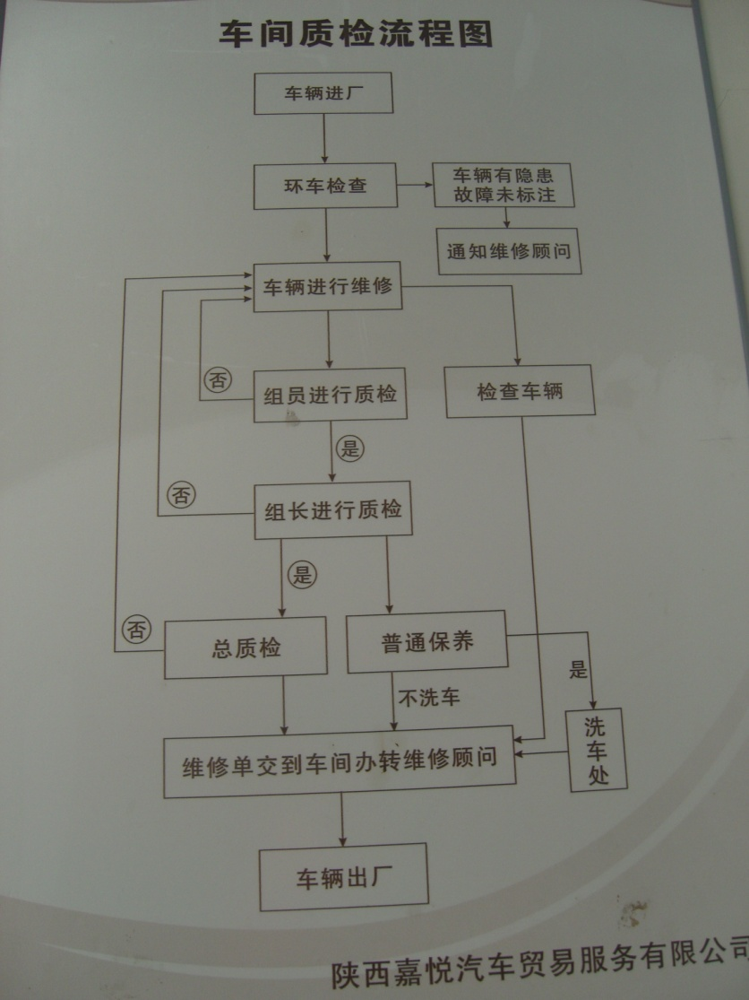 车间质检流程图
车辆进厂
环车检查
车辆有隐患
故障未标注
通知维修顾问
车辆进行维修
否
组员进行质检
检查车辆
是
否
组长进行质检
是
否
总质检
普通保养
是
不洗车
洗车处
维修单交到车间办转维修顾问
车辆出厂
陕西嘉悦汽车贸易服务有限公司